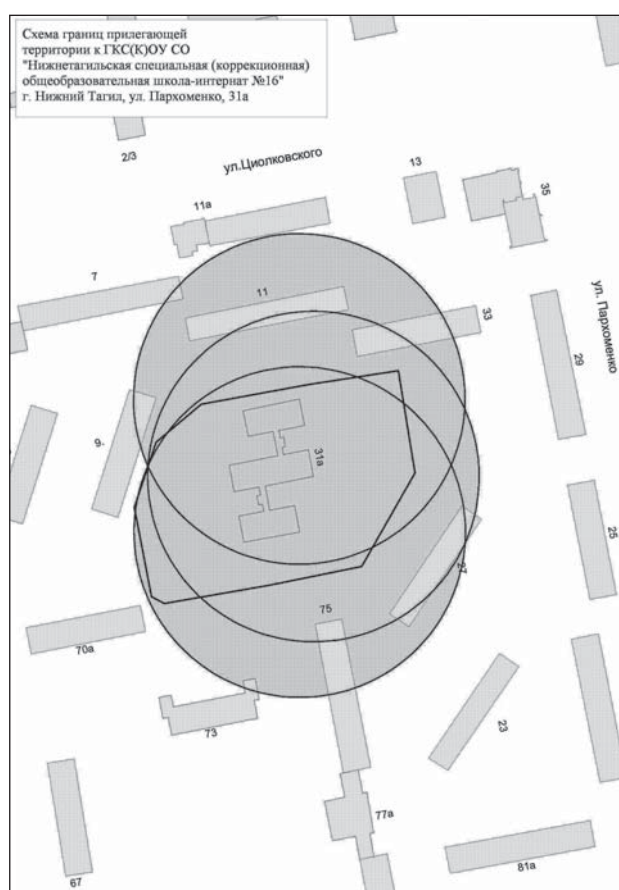 Схема границ прилегающей
территории к ГКС(К)ОУ СО
"Нижнетагильская специальная (коррекционная)
общеобразовательная школа-интернат №16"
г. Нижний Тагил, ул. Пархоменко, 31а
2/3
ул.Циолковского
13
35
11а
7
11
33
ул. Пархоменко
29
9-
31а
25
27
75
70а
73
23
77а
81а
67